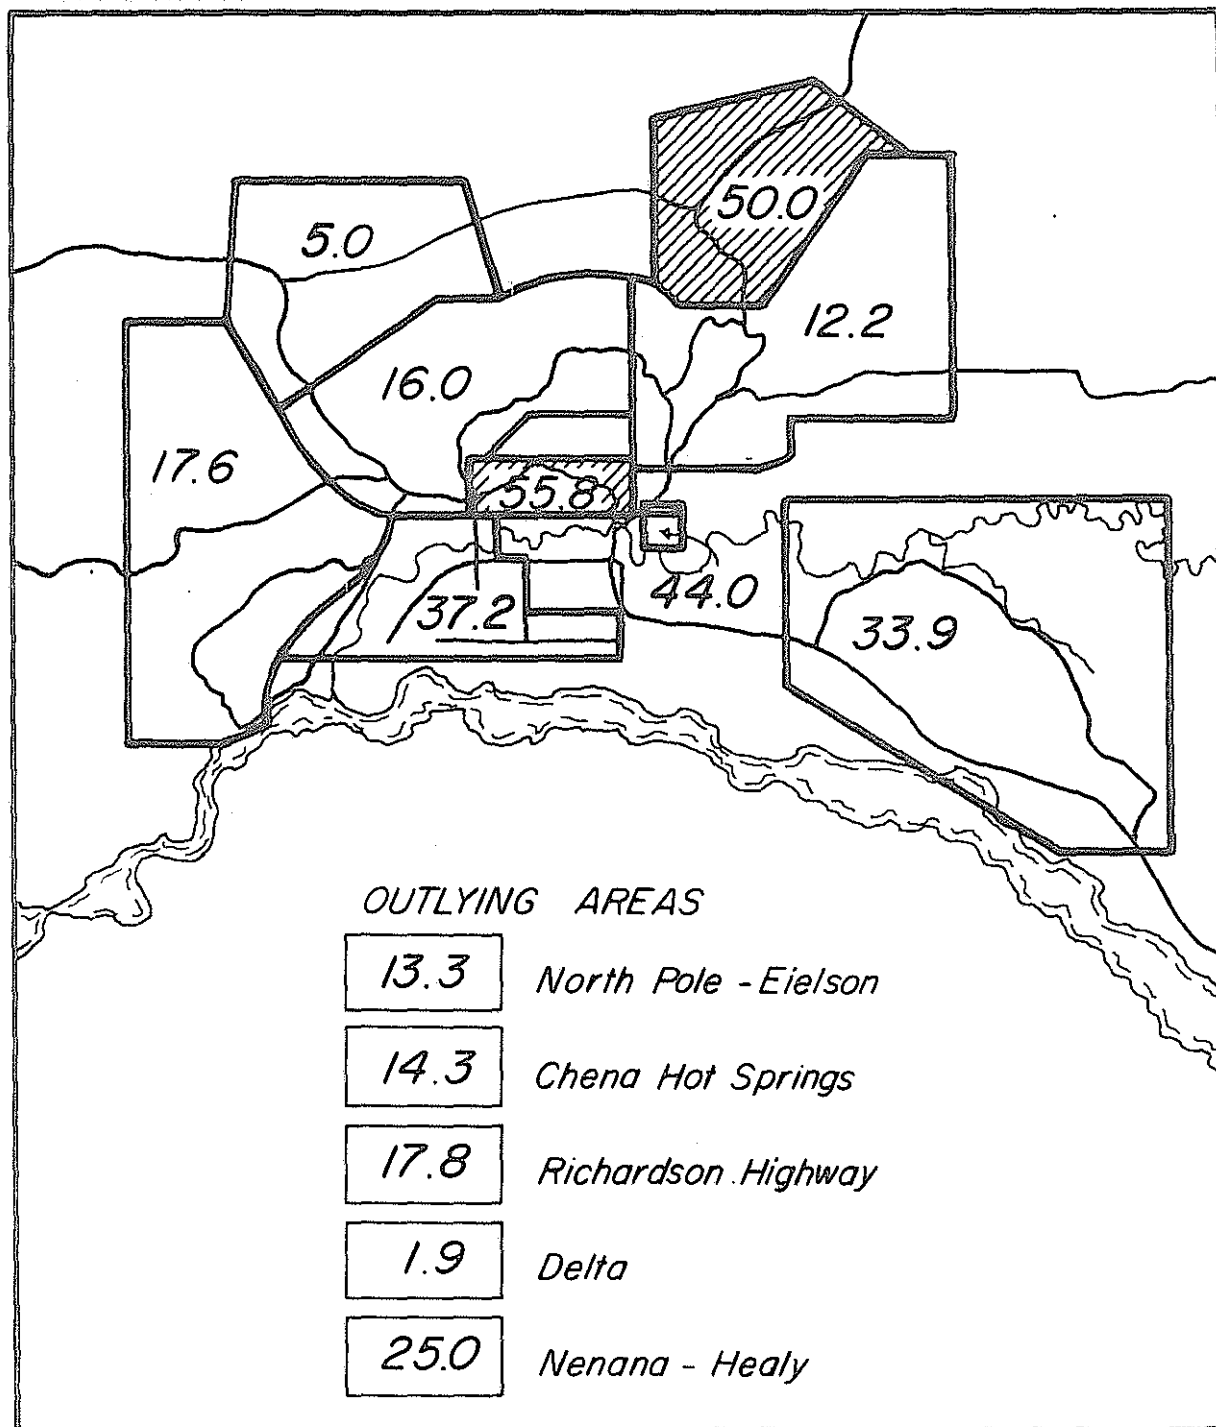 50.0
5.0
12.2
16.0
17.6
55.8
44.0
37.2
33.9
OUTLYING AREAS
13.3 North Pole - Eielson
14.3 Chena Hot Springs
17.8 Richardson Highway
1.9 Delta
25.0 Nenana - Healy